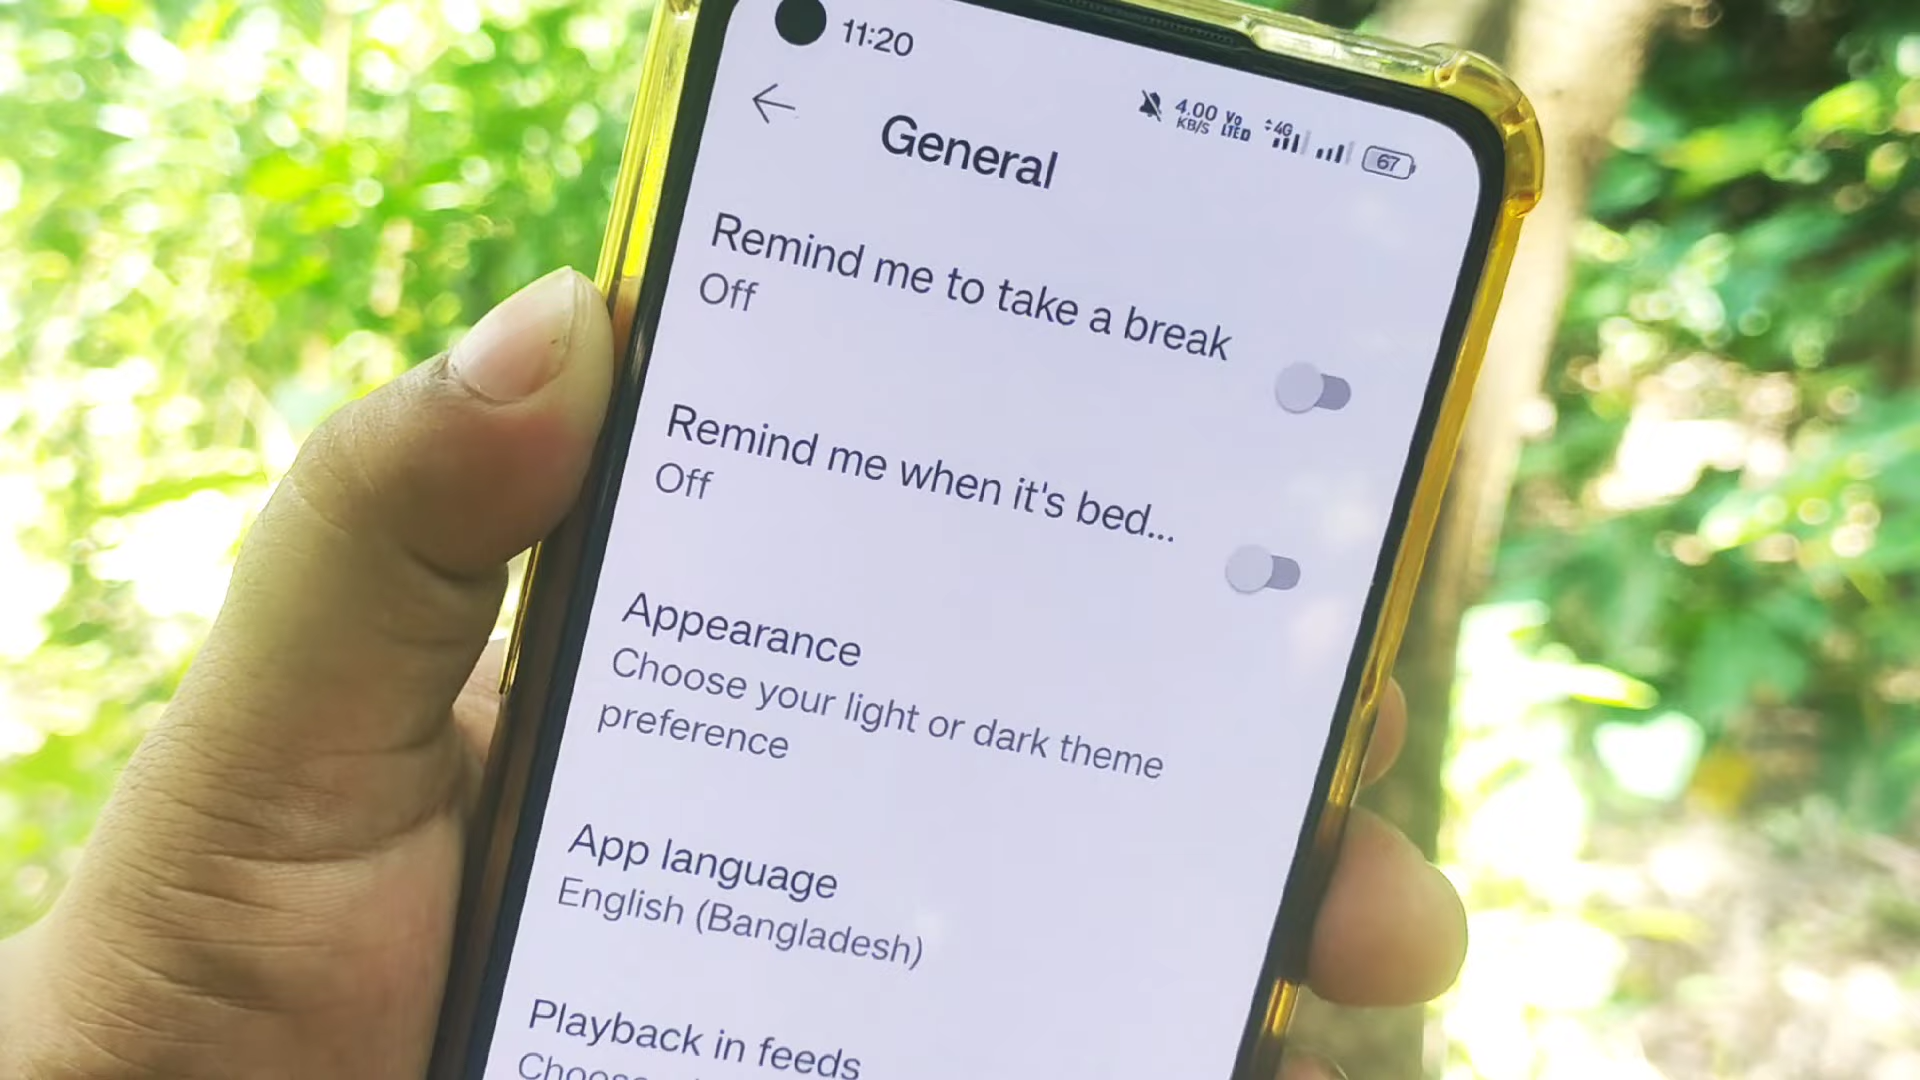 11:20
4.00 KB/S Vo LTED 4G 67
General
Remind me to take a break
Off
Remind me when it's bed...
Off
Appearance
Choose your light or dark theme
preference
App language
English (Bangladesh)
Playback in feeds